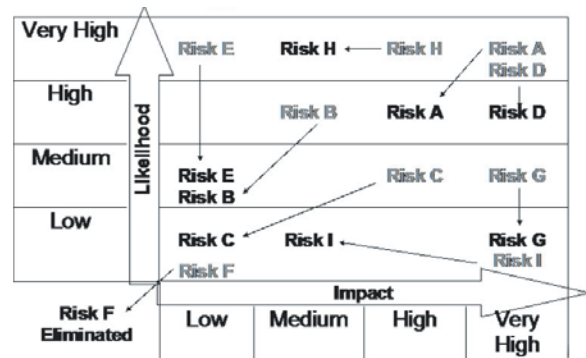 Very High
Risk E
Risk H
Risk H
Risk A
Risk D
High
Risk B
Risk A
Risk D
Likelihood
Medium
Risk E
Risk B
Risk C
Risk G
Low
Risk C
Risk I
Risk G
Risk I
Risk F
Impact
Risk F
Eliminated
Low
Medium
High
Very
High